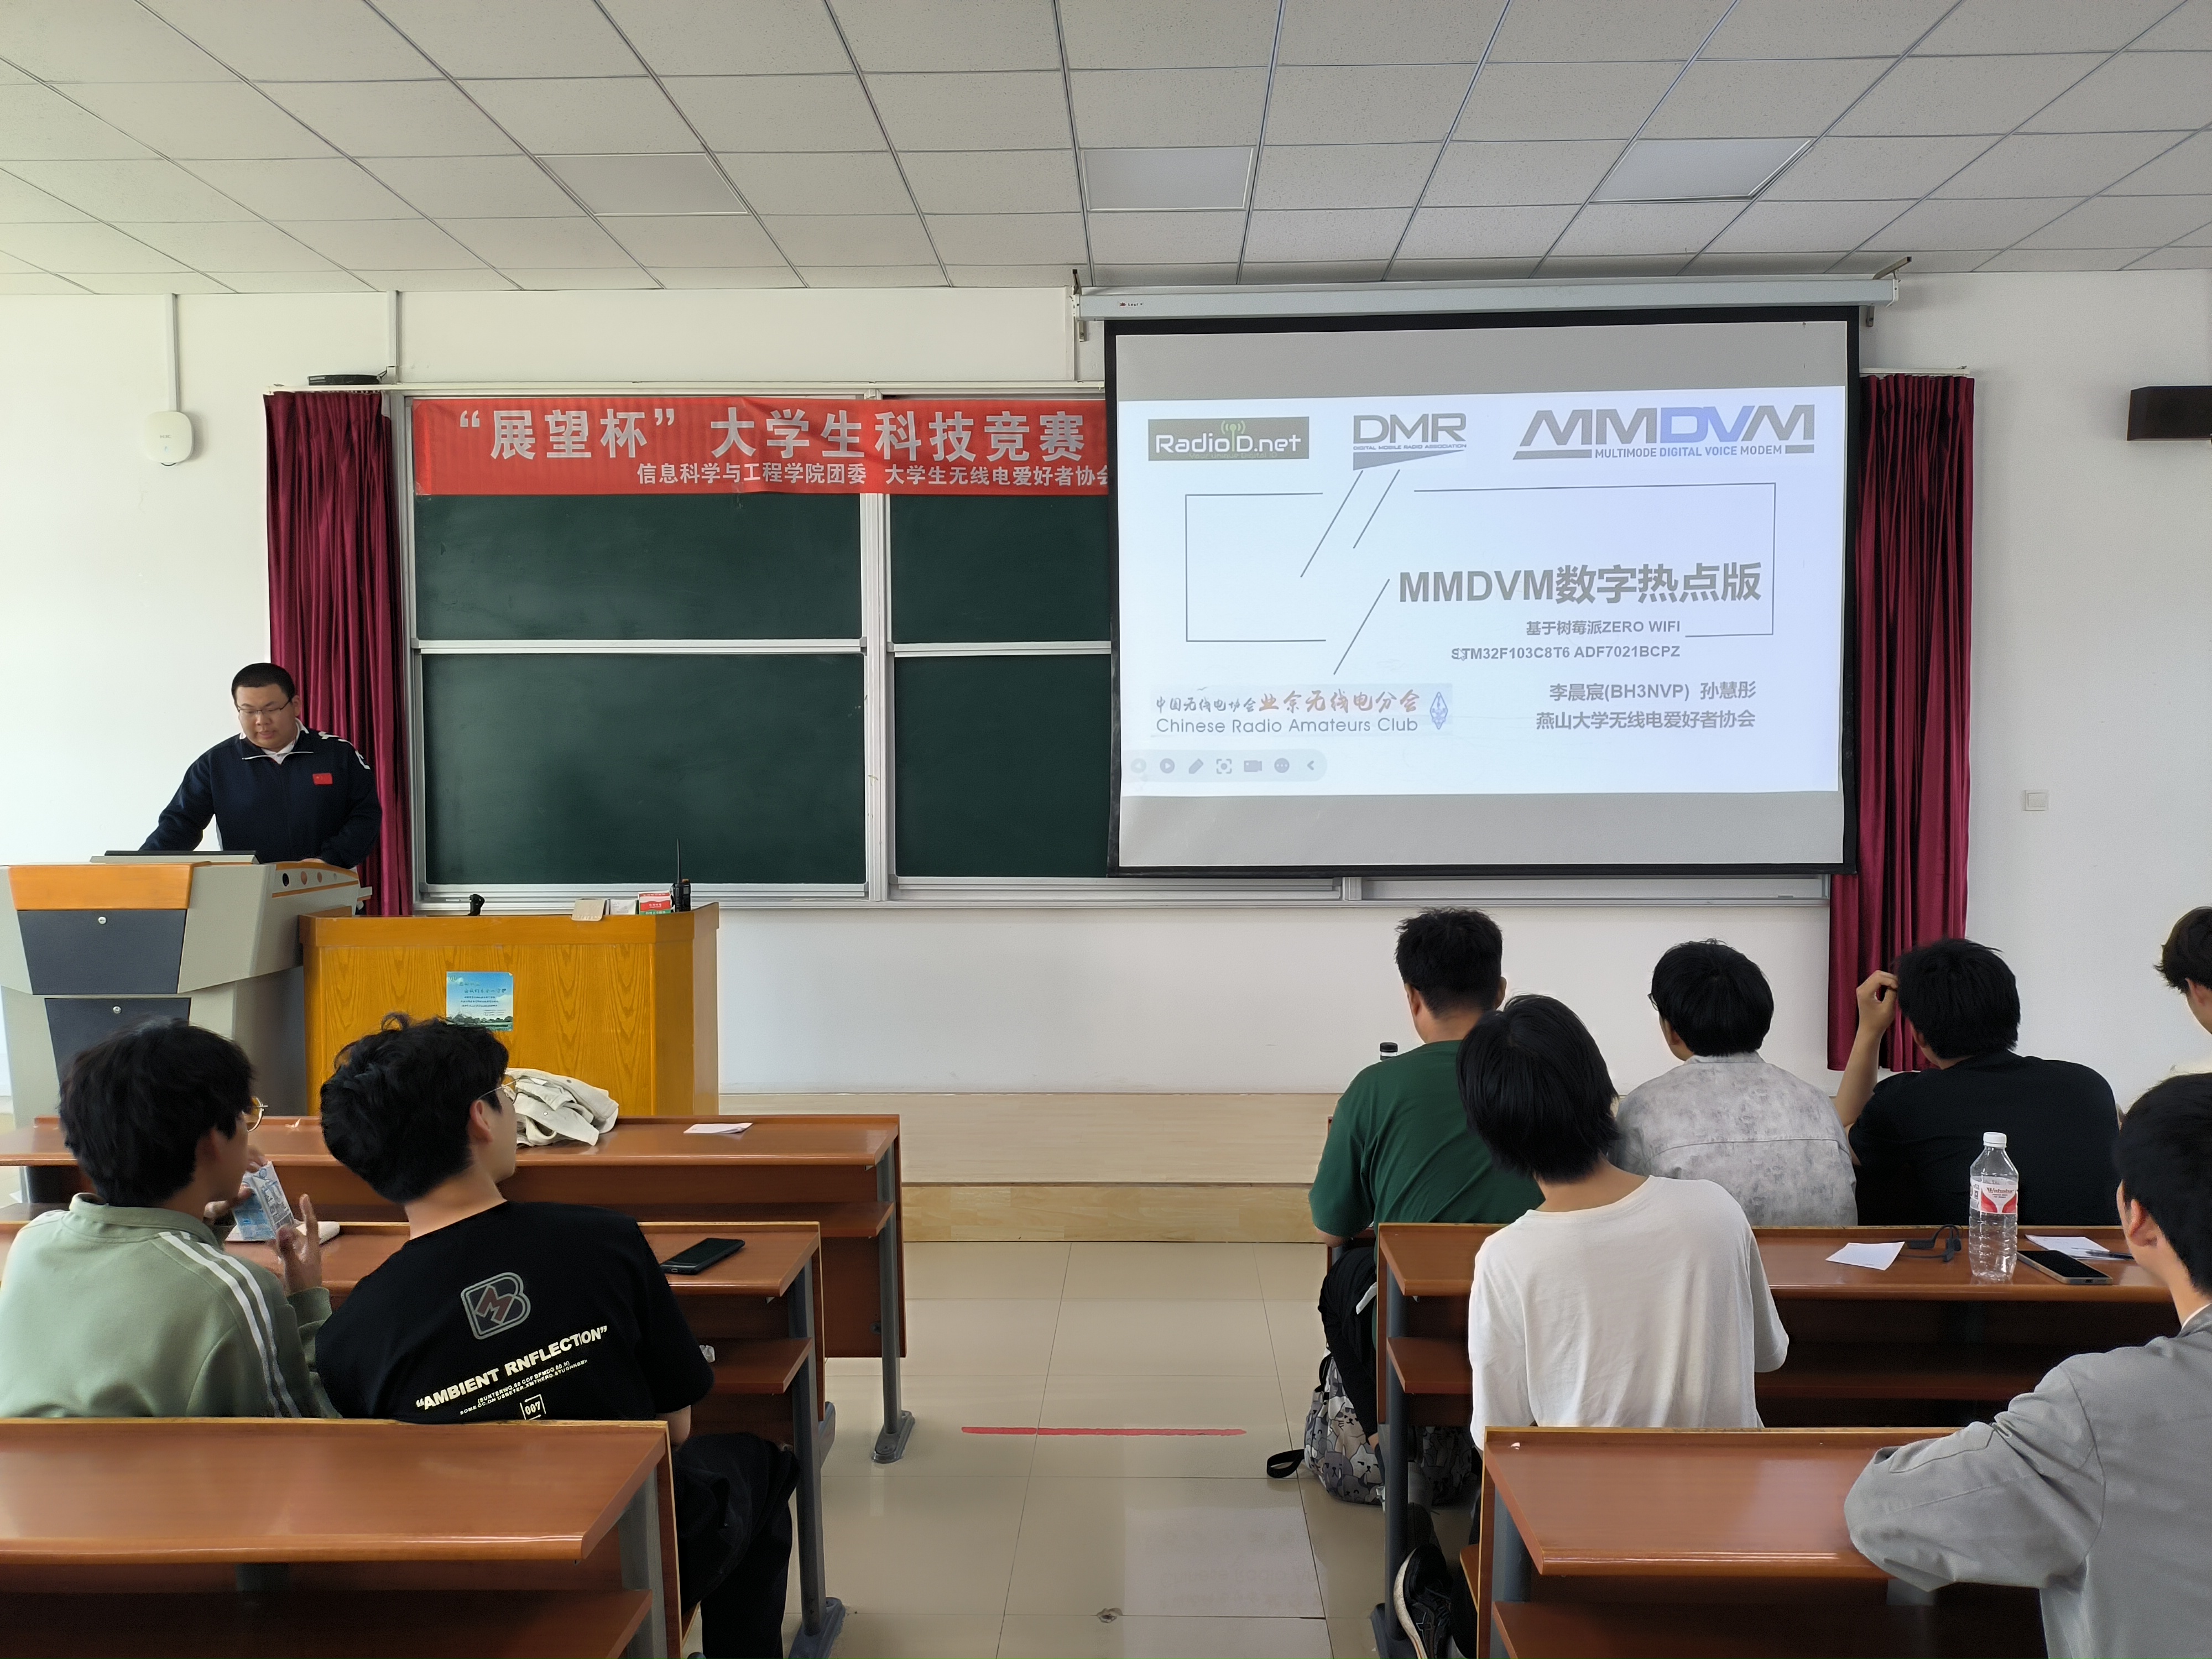 “展望杯”大学生科技竞赛
信息科学与工程学院团委 大学生无线电爱好者协会
RadioID.net
DMR
DIGITAL MOBILE RADIO ASSOCIATION
MMDVM
MULTIMODE DIGITAL VOICE MODEM
MMDVM数字热点版
基于树莓派ZERO WIFI
STM32F103C8T6 ADF7021BCPZ
李晨宸(BH3NVP) 孙慧彤
燕山大学无线电爱好者协会
中国无线电协会业余无线电分会
Chinese Radio Amateurs Club
“AMBIENT RNFLECTION”
007